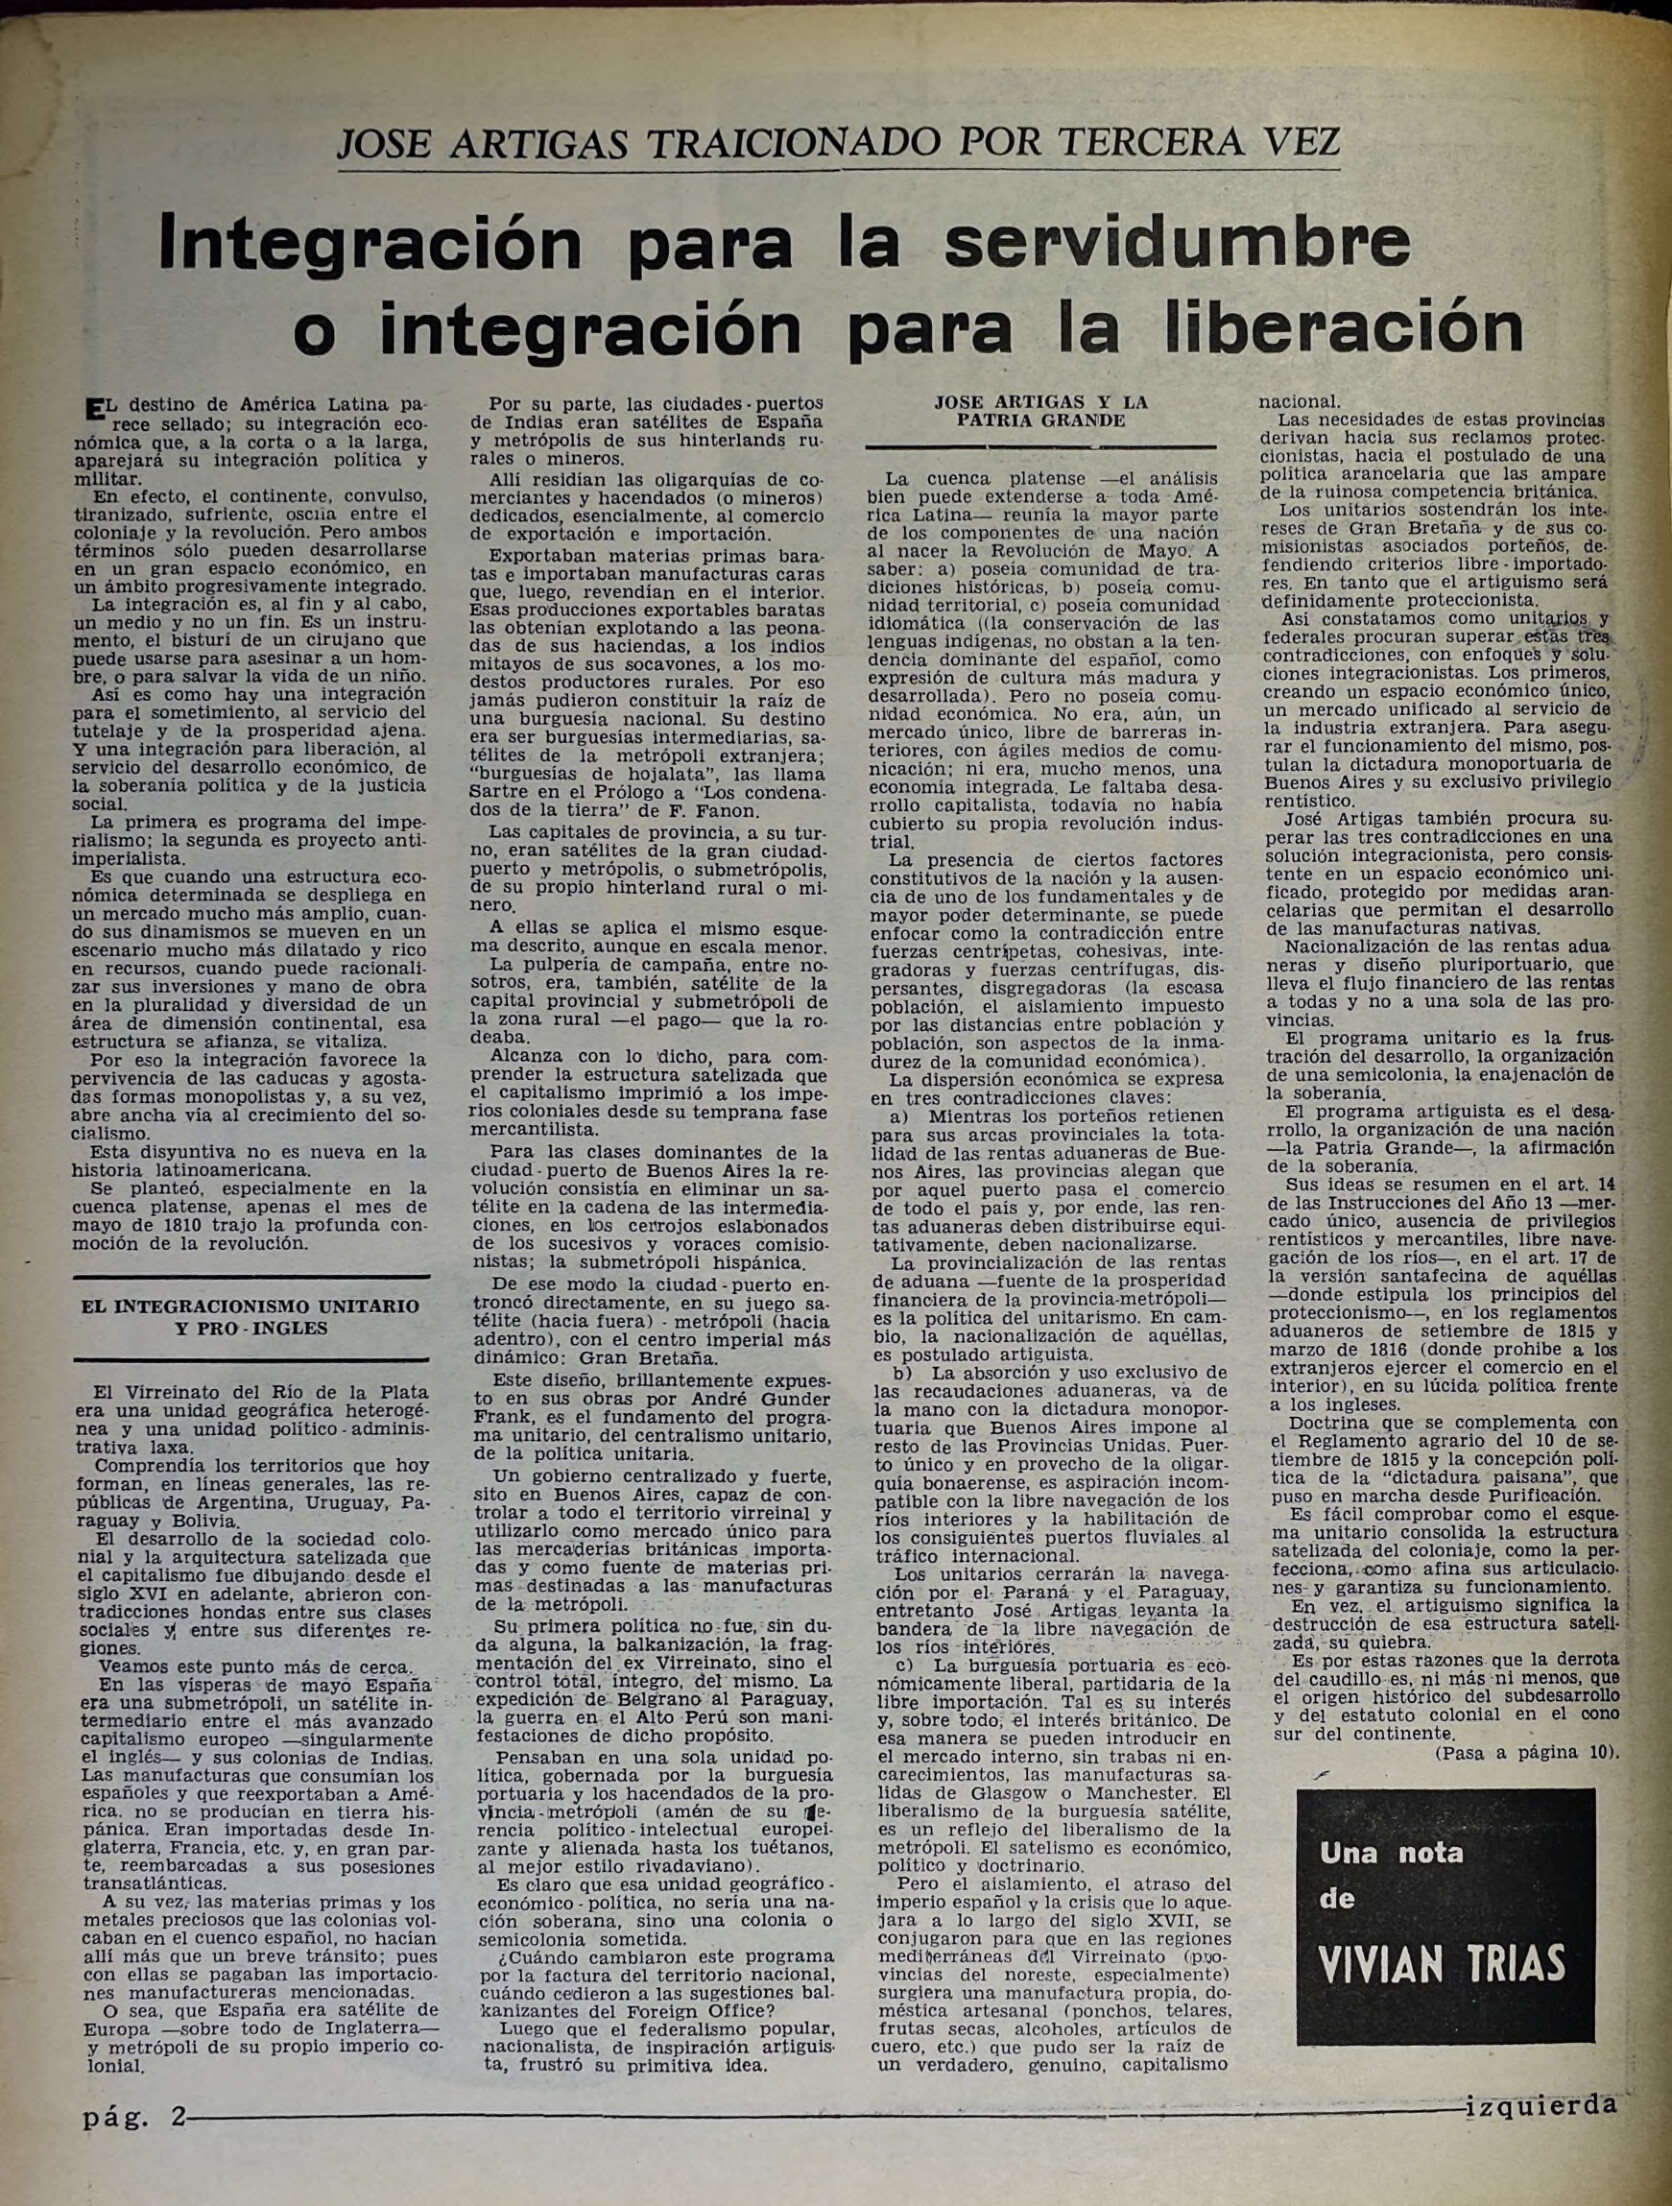 JOSE ARTIGAS TRAICIONADO POR TERCERA VEZ
Integración para la servidumbre
o integración para la liberación
EL destino de América Latina pa-
rece sellado; su integración eco-
nómica que, a la corta o a la larga,
aparejará su integración política y
militar.
En efecto, el continente, convulso,
tiranizado, sufriente, oscila entre el
coloniaje y la revolución. Pero ambos
términos sólo pueden desarrollarse
en un gran espacio económico, en
un ámbito progresivamente integrado.
La integración es, al fin y al cabo,
un medio y no un fin. Es un instru-
mento, el bisturí de un cirujano que
puede usarse para asesinar a un hom-
bre, o para salvar la vida de un niño.
Así es como hay una integración
para el sometimiento, al servicio del
tutelaje y de la prosperidad ajena.
Y una integración para liberación, al
servicio del desarrollo económico, de
la soberanía política y de la justicia
social.
La primera es programa del impe-
rialismo; la segunda es proyecto anti-
imperialista.
Es que cuando una estructura eco-
nómica determinada se despliega en
un mercado mucho más amplio, cuan-
do sus dinamismos se mueven en un
escenario mucho más dilatado y rico
en recursos, cuando puede racionali-
zar sus inversiones y mano de obra
en la pluralidad y diversidad de un
área de dimensión continental, esa
estructura se afianza, se vitaliza.
Por eso la integración favorece la
pervivencia de las caducas y agosta-
das formas monopolistas y, a su vez,
abre ancha vía al crecimiento del so-
cialismo.
Esta disyuntiva no es nueva en la
historia latinoamericana.
Se planteó, especialmente en la
cuenca platense, apenas el mes de
mayo de 1810 trajo la profunda con-
moción de la revolución.
EL INTEGRACIONISMO UNITARIO
Y PRO-INGLES
El Virreinato del Río de la Plata
era una unidad geográfica heterogé-
nea y una unidad político-adminis-
trativa laxa.
Comprendía los territorios que hoy
forman, en líneas generales, las re-
públicas de Argentina, Uruguay, Pa-
raguay y Bolivia.
El desarrollo de la sociedad colo-
nial y la arquitectura satelizada que
el capitalismo fue dibujando desde el
siglo XVI en adelante, abrieron con-
tradicciones hondas entre sus clases
sociales y entre sus diferentes re-
giones.
Veamos este punto más de cerca.
En las vísperas de mayo España
era una submetrópoli, un satélite in-
termediario entre el más avanzado
capitalismo europeo —singularmente
el inglés— y sus colonias de Indias.
Las manufacturas que consumían los
españoles y que reexportaban a Amé-
rica, no se producían en tierra his-
pánica. Eran importadas desde In-
glaterra, Francia, etc. y, en gran par-
te, reembarcadas a sus posesiones
transatlánticas.
A su vez, las materias primas y los
metales preciosos que las colonias vol-
caban en el cuenco español, no hacían
allí más que un breve tránsito; pues
con ellas se pagaban las importacio-
nes manufactureras mencionadas.
O sea, que España era satélite de
Europa —sobre todo de Inglaterra—
y metrópoli de su propio imperio co-
lonial.
Por su parte, las ciudades-puertos
de Indias eran satélites de España
y metrópolis de sus hinterlands ru-
rales o mineros.
Allí residían las oligarquías de co-
merciantes y hacendados (o mineros)
dedicados, esencialmente, al comercio
de exportación e importación.
Exportaban materias primas bara-
tas e importaban manufacturas caras
que, luego, revendían en el interior.
Esas producciones exportables baratas
las obtenían explotando a las peona-
das de sus haciendas, a los indios
mitayos de sus socavones, a los mo-
destos productores rurales. Por eso
jamás pudieron constituir la raíz de
una burguesía nacional. Su destino
era ser burguesías intermediarias, sa-
télites de la metrópoli extranjera;
"burguesías de hojalata", las llama
Sartre en el Prólogo a "Los condena-
dos de la tierra" de F. Fanon.
Las capitales de provincia, a su tur-
no, eran satélites de la gran ciudad-
puerto y metrópolis, o submetrópolis,
de su propio hinterland rural o mi-
nero.
A ellas se aplica el mismo esque-
ma descrito, aunque en escala menor.
La pulpería de campaña, entre no-
sotros, era, también, satélite de la
capital provincial y submetrópoli de
la zona rural —el pago— que la ro-
deaba.
Alcanza con lo dicho, para com-
prender la estructura satelizada que
el capitalismo imprimió a los impe-
rios coloniales desde su temprana fase
mercantilista.
Para las clases dominantes de la
ciudad-puerto de Buenos Aires la re-
volución consistía en eliminar un sa-
télite en la cadena de las intermedia-
ciones, en los cerrojos eslabonados
de los sucesivos y voraces comisio-
nistas; la submetrópoli hispánica.
De ese modo la ciudad-puerto en-
troncó directamente, en su juego sa-
télite (hacia fuera) - metrópoli (hacia
adentro), con el centro imperial más
dinámico: Gran Bretaña.
Este diseño, brillantemente expues-
to en sus obras por André Gunder
Frank, es el fundamento del progra-
ma unitario, del centralismo unitario,
de la política unitaria.
Un gobierno centralizado y fuerte,
sito en Buenos Aires, capaz de con-
trolar a todo el territorio virreinal y
utilizarlo como mercado único para
las mercaderías británicas importa-
das y como fuente de materias pri-
mas destinadas a las manufacturas
de la metrópoli.
Su primera política no fue, sin du-
da alguna, la balkanización, la frag-
mentación del ex Virreinato, sino el
control total, íntegro, del mismo. La
expedición de Belgrano al Paraguay,
la guerra en el Alto Perú son mani-
festaciones de dicho propósito.
Pensaban en una sola unidad po-
lítica, gobernada por la burguesía
portuaria y los hacendados de la pro-
vincia-metrópoli (amén de su ge-
rencia político-intelectual europei-
zante y alienada hasta los tuétanos,
al mejor estilo rivadaviano).
Es claro que esa unidad geográfico-
económico-política, no sería una na-
ción soberana, sino una colonia o
semicolonia sometida.
¿Cuándo cambiaron este programa
por la factura del territorio nacional,
cuándo cedieron a las sugestiones bal-
kanizantes del Foreign Office?
Luego que el federalismo popular,
nacionalista, de inspiración artiguis-
ta, frustró su primitiva idea.
JOSE ARTIGAS Y LA
PATRIA GRANDE
La cuenca platense —el análisis
bien puede extenderse a toda Amé-
rica Latina— reunía la mayor parte
de los componentes de una nación
al nacer la Revolución de Mayo. A
saber: a) poseía comunidad de tra-
diciones históricas, b) poseía comu-
nidad territorial, c) poseía comunidad
idiomática ((la conservación de las
lenguas indígenas, no obstan a la ten-
dencia dominante del español, como
expresión de cultura más madura y
desarrollada). Pero no poseía comu-
nidad económica. No era, aún, un
mercado único, libre de barreras in-
teriores, con ágiles medios de comu-
nicación; ni era, mucho menos, una
economía integrada. Le faltaba desa-
rrollo capitalista, todavía no había
cubierto su propia revolución indus-
trial.
La presencia de ciertos factores
constitutivos de la nación y la ausen-
cia de uno de los fundamentales y de
mayor poder determinante, se puede
enfocar como la contradicción entre
fuerzas centrípetas, cohesivas, inte-
gradoras y fuerzas centrífugas, dis-
persantes, disgregadoras (la escasa
población, el aislamiento impuesto
por las distancias entre población y
población, son aspectos de la inma-
durez de la comunidad económica).
La dispersión económica se expresa
en tres contradicciones claves:
a) Mientras los porteños retienen
para sus arcas provinciales la tota-
lidad de las rentas aduaneras de Bue-
nos Aires, las provincias alegan que
por aquel puerto pasa el comercio
de todo el país y, por ende, las ren-
tas aduaneras deben distribuirse equi-
tativamente, deben nacionalizarse.
La provincialización de las rentas
de aduana —fuente de la prosperidad
financiera de la provincia-metrópoli—
es la política del unitarismo. En cam-
bio, la nacionalización de aquéllas,
es postulado artiguista.
b) La absorción y uso exclusivo de
las recaudaciones aduaneras, va de
la mano con la dictadura monopor-
tuaria que Buenos Aires impone al
resto de las Provincias Unidas. Puer-
to único y en provecho de la oligar-
quía bonaerense, es aspiración incom-
patible con la libre navegación de los
ríos interiores y la habilitación de
los consiguientes puertos fluviales al
tráfico internacional.
Los unitarios cerrarán la navega-
ción por el Paraná y el Paraguay,
entretanto José Artigas levanta la
bandera de la libre navegación de
los ríos interiores.
c) La burguesía portuaria es eco-
nómicamente liberal, partidaria de la
libre importación. Tal es su interés
y, sobre todo, el interés británico. De
esa manera se pueden introducir en
el mercado interno, sin trabas ni en-
carecimientos, las manufacturas sa-
lidas de Glasgow o Manchester. El
liberalismo de la burguesía satélite,
es un reflejo del liberalismo de la
metrópoli. El satelismo es económico,
político y doctrinario.
Pero el aislamiento, el atraso del
imperio español y la crisis que lo aque-
jara a lo largo del siglo XVII, se
conjugaron para que en las regiones
mediterráneas del Virreinato (pro-
vincias del noreste, especialmente)
surgiera una manufactura propia, do-
méstica artesanal (ponchos, telares,
frutas secas, alcoholes, artículos de
cuero, etc.) que pudo ser la raíz de
un verdadero, genuino, capitalismo
nacional.
Las necesidades de estas provincias
derivan hacia sus reclamos protec-
cionistas, hacia el postulado de una
política arancelaria que las ampare
de la ruinosa competencia británica.
Los unitarios sostendrán los inte-
reses de Gran Bretaña y de sus co-
misionistas asociados porteños, de-
fendiendo criterios libre-importado-
res. En tanto que el artiguismo será
definidamente proteccionista.
Así constatamos como unitarios y
federales procuran superar estas tres
contradicciones, con enfoques y solu-
ciones integracionistas. Los primeros,
creando un espacio económico único,
un mercado unificado al servicio de
la industria extranjera. Para asegu-
rar el funcionamiento del mismo, pos-
tulan la dictadura monoportuaria de
Buenos Aires y su exclusivo privilegio
rentístico.
José Artigas también procura su-
perar las tres contradicciones en una
solución integracionista, pero consis-
tente en un espacio económico uni-
ficado, protegido por medidas aran-
celarias que permitan el desarrollo
de las manufacturas nativas.
Nacionalización de las rentas adua
neras y diseño pluriportuario, que
lleva el flujo financiero de las rentas
a todas y no a una sola de las pro-
vincias.
El programa unitario es la frus-
tración del desarrollo, la organización
de una semicolonia, la enajenación de
la soberanía.
El programa artiguista es el desa-
rrollo, la organización de una nación
—la Patria Grande—, la afirmación
de la soberanía.
Sus ideas se resumen en el art. 14
de las Instrucciones del Año 13 —mer-
cado único, ausencia de privilegios
rentísticos y mercantiles, libre nave-
gación de los ríos—, en el art. 17 de
la versión santafecina de aquéllas
—donde estipula los principios del
proteccionismo—, en los reglamentos
aduaneros de setiembre de 1815 y
marzo de 1816 (donde prohibe a los
extranjeros ejercer el comercio en el
interior), en su lúcida política frente
a los ingleses.
Doctrina que se complementa con
el Reglamento agrario del 10 de se-
tiembre de 1815 y la concepción polí-
tica de la "dictadura paisana", que
puso en marcha desde Purificación.
Es fácil comprobar como el esque-
ma unitario consolida la estructura
satelizada del coloniaje, como la per-
fecciona, como afina sus articulacio-
nes y garantiza su funcionamiento.
En vez, el artiguismo significa la
destrucción de esa estructura sateli-
zada, su quiebra.
Es por estas razones que la derrota
del caudillo es, ni más ni menos, que
el origen histórico del subdesarrollo
y del estatuto colonial en el cono
sur del continente.
(Pasa a página 10).
Una nota
de
VIVIAN TRIAS
pág. 2
izquierda